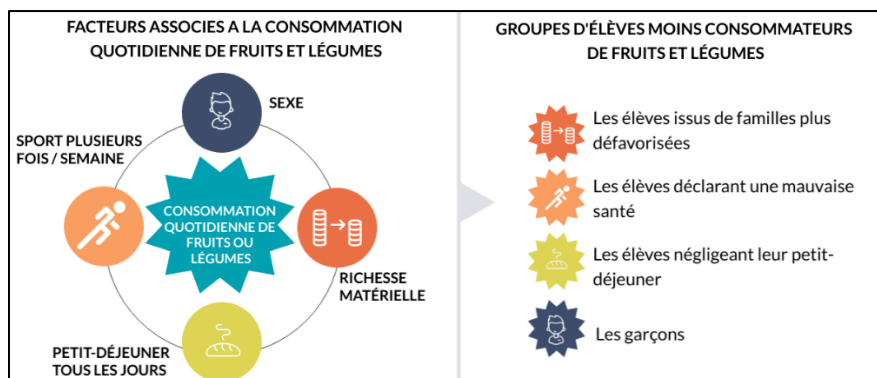 FACTEURS ASSOCIES A LA CONSOMMATION
QUOTIDIENNE DE FRUITS ET LÉGUMES
SEXE
SPORT PLUSIEURS
FOIS / SEMAINE
CONSOMMATION
QUOTIDIENNE DE
FRUITS OU
LÉGUMES
RICHESSE
MATÉRIELLE
PETIT-DÉJEUNER
TOUS LES JOURS
GROUPES D'ÉLÈVES MOINS CONSOMMATEURS
DE FRUITS ET LÉGUMES
Les élèves issus de familles plus
défavorisées
Les élèves déclarant une mauvaise
santé
Les élèves négligeant leur petit-
déjeuner
Les garçons